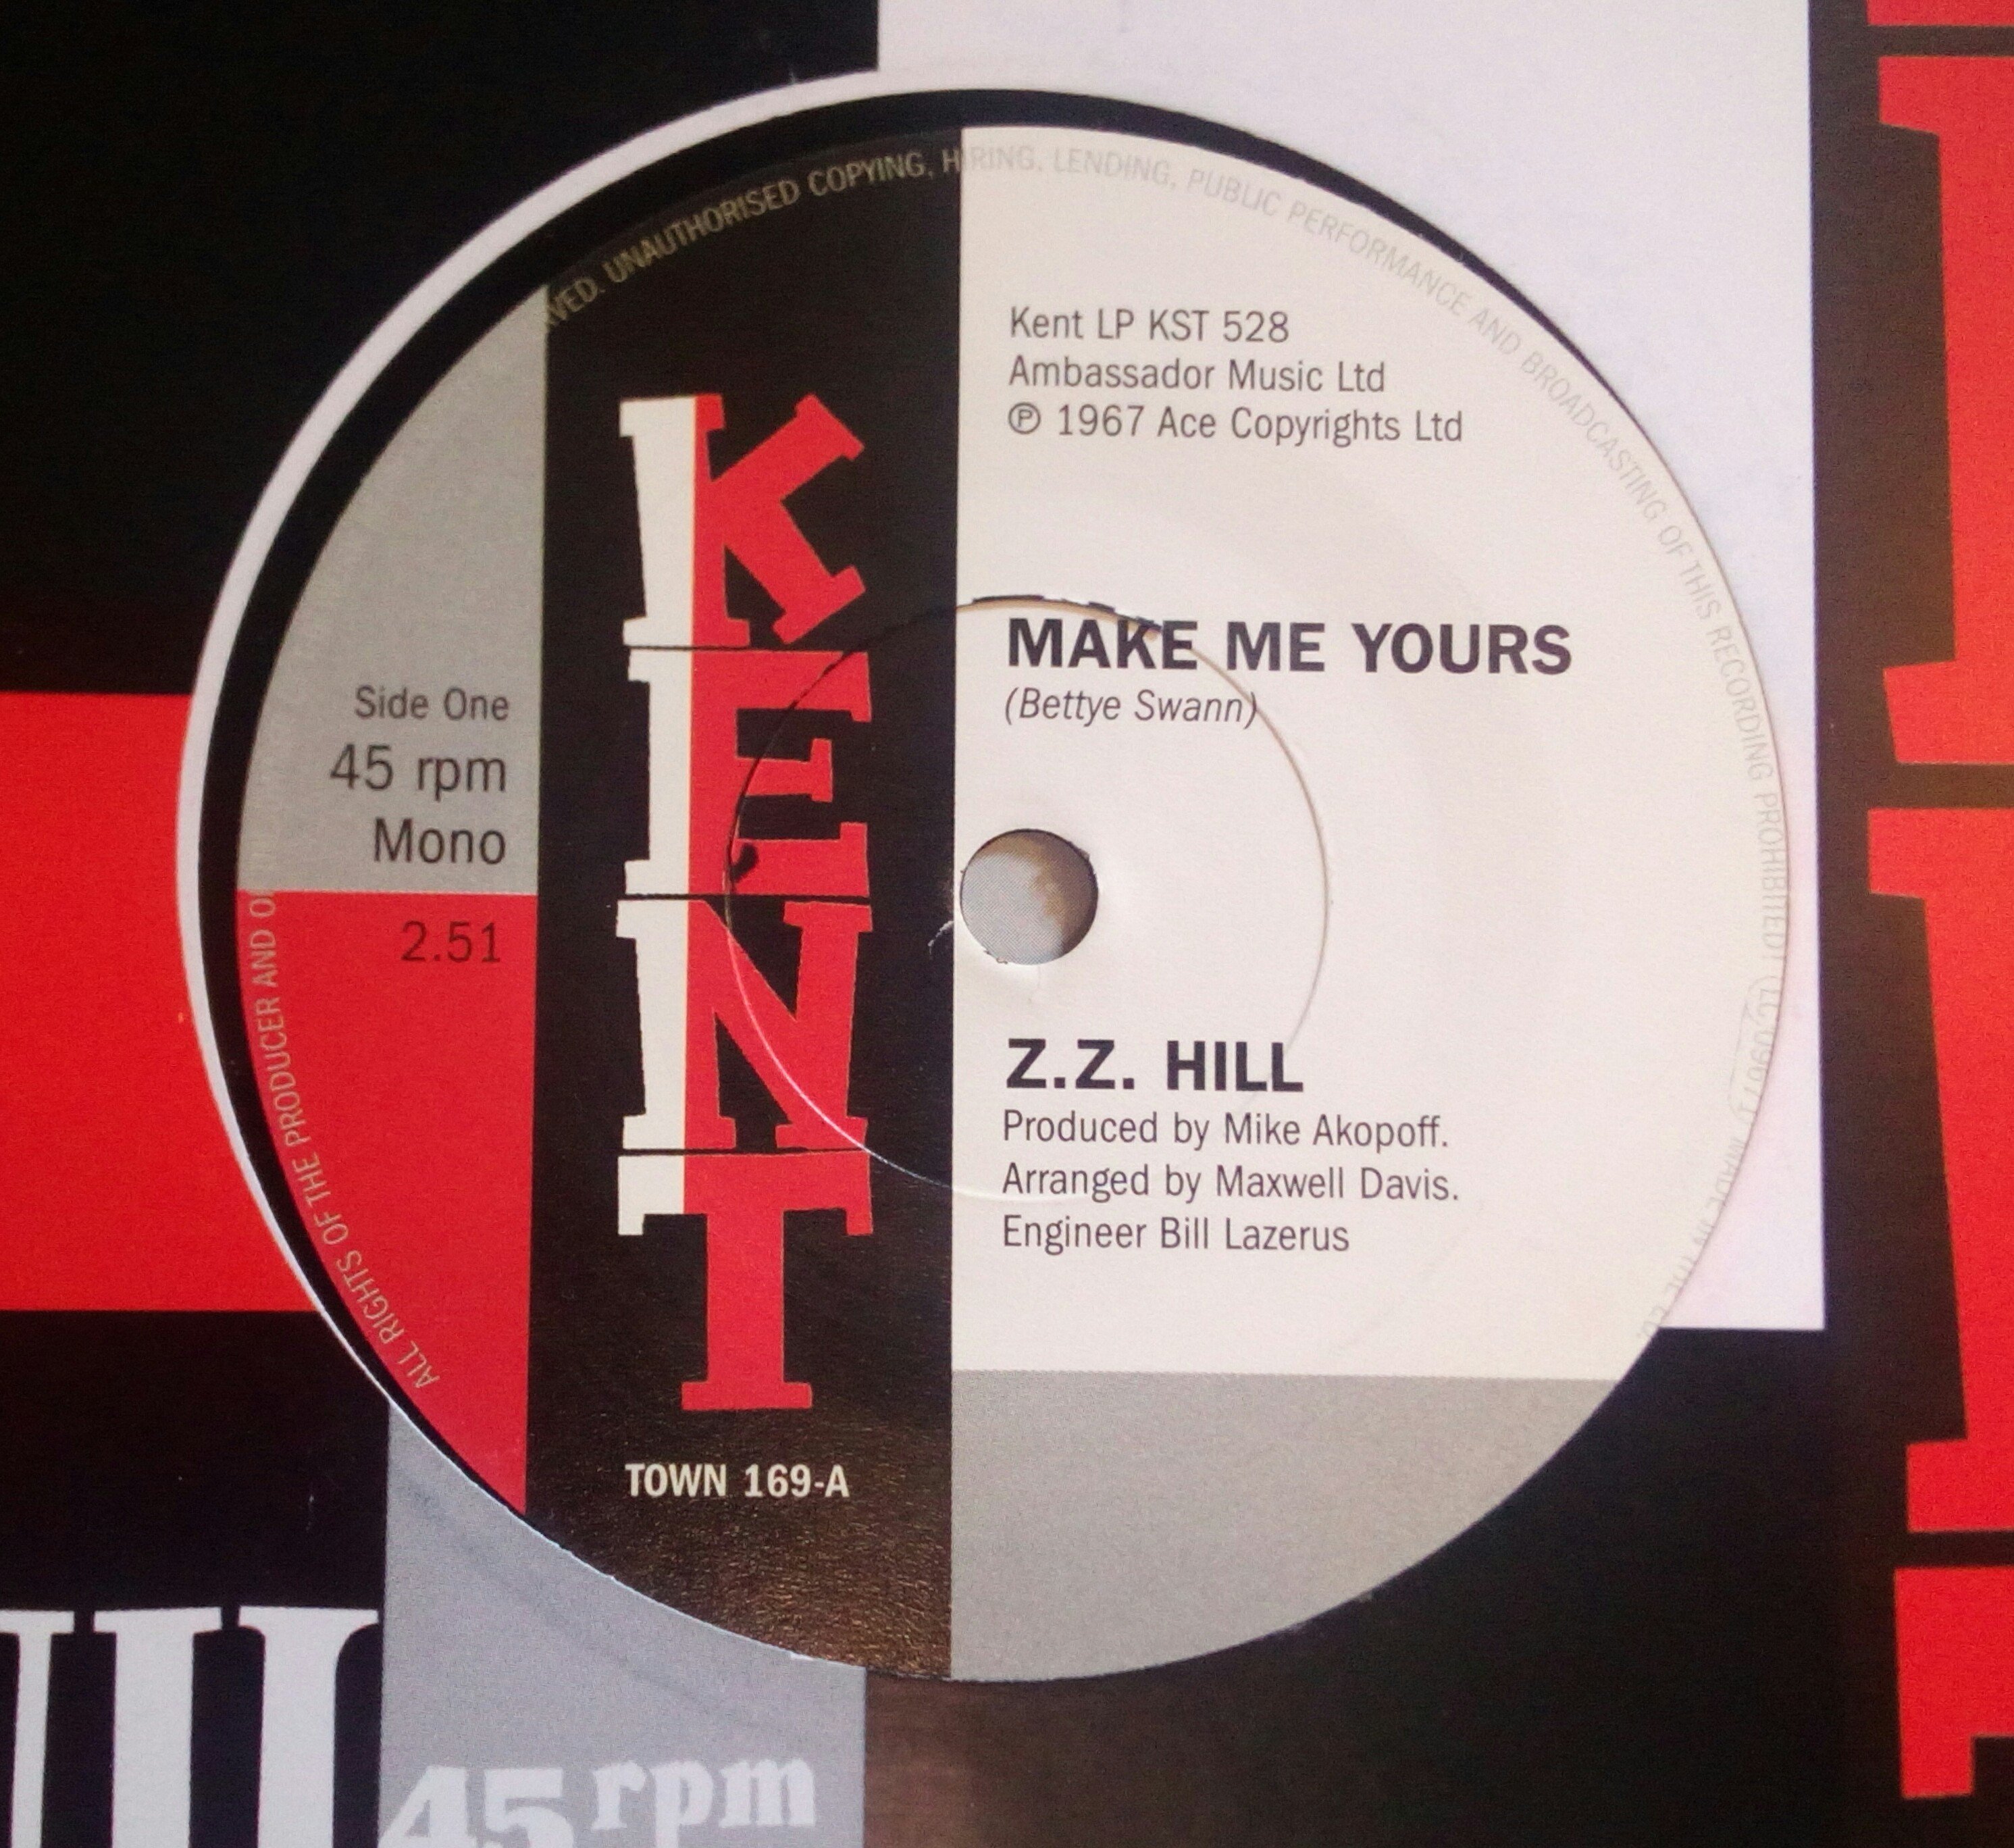 ALL RIGHTS OF THE PRODUCER AND
UNAUTHORISED COPYING, HIRING, LENDING, PUBLIC PERFORMANCE AND BROADCASTING OF THIS RECORDING PROHIBITED!
Kent LP KST 528
Ambassador Music Ltd
℗ 1967 Ace Copyrights Ltd
KENT
MAKE ME YOURS
(Bettye Swann)
Side One
45 rpm
Mono
2.51
Z.Z. HILL
Produced by Mike Akopoff.
Arranged by Maxwell Davis.
Engineer Bill Lazerus
TOWN 169-A
45 rpm